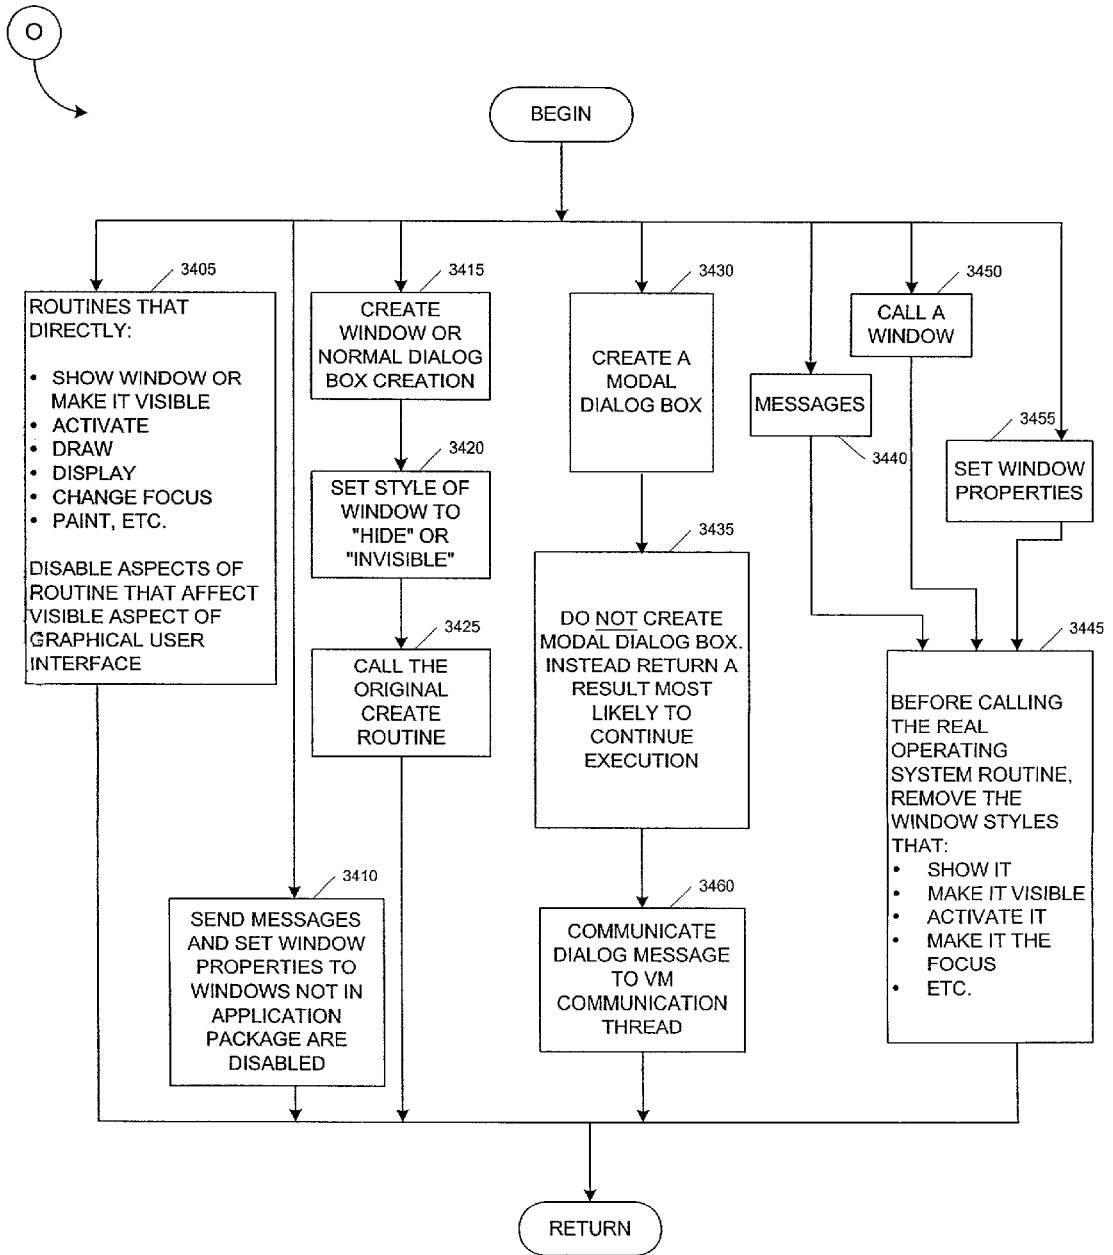 O
BEGIN
3405
ROUTINES THAT
DIRECTLY:
• SHOW WINDOW OR
MAKE IT VISIBLE
• ACTIVATE
• DRAW
• DISPLAY
• CHANGE FOCUS
• PAINT, ETC.
DISABLE ASPECTS OF
ROUTINE THAT AFFECT
VISIBLE ASPECT OF
GRAPHICAL USER
INTERFACE
3410
SEND MESSAGES
AND SET WINDOW
PROPERTIES TO
WINDOWS NOT IN
APPLICATION
PACKAGE ARE
DISABLED
3415
CREATE
WINDOW OR
NORMAL DIALOG
BOX CREATION
3420
SET STYLE OF
WINDOW TO
"HIDE" OR
"INVISIBLE"
3425
CALL THE
ORIGINAL
CREATE
ROUTINE
3430
CREATE A
MODAL
DIALOG BOX
3435
DO NOT CREATE
MODAL DIALOG BOX.
INSTEAD RETURN A
RESULT MOST
LIKELY TO
CONTINUE
EXECUTION
3460
COMMUNICATE
DIALOG MESSAGE
TO VM
COMMUNICATION
THREAD
MESSAGES
3440
3450
CALL A
WINDOW
3455
SET WINDOW
PROPERTIES
3445
BEFORE CALLING
THE REAL
OPERATING
SYSTEM ROUTINE,
REMOVE THE
WINDOW STYLES
THAT:
• SHOW IT
• MAKE IT VISIBLE
• ACTIVATE IT
• MAKE IT THE
FOCUS
• ETC.
RETURN